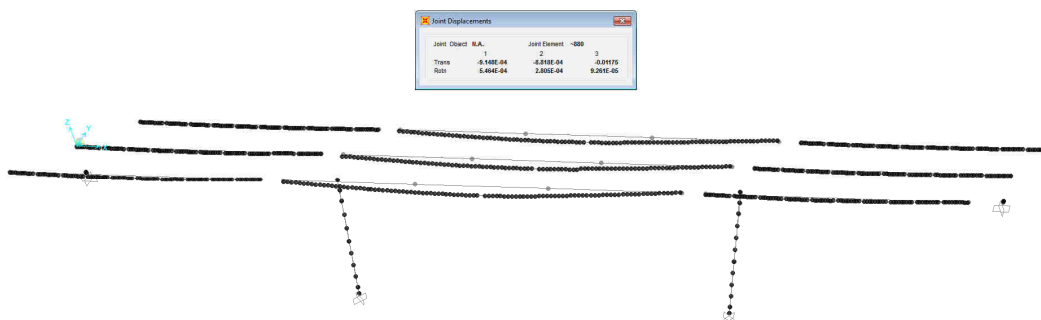 Joint Displacements
Joint Object N.A. Joint Element ~880
1 2 3
Trans -9.148E-04 -8.818E-04 -0.01175
Rotn 5.464E-04 2.805E-04 9.261E-05
Z
Y
X